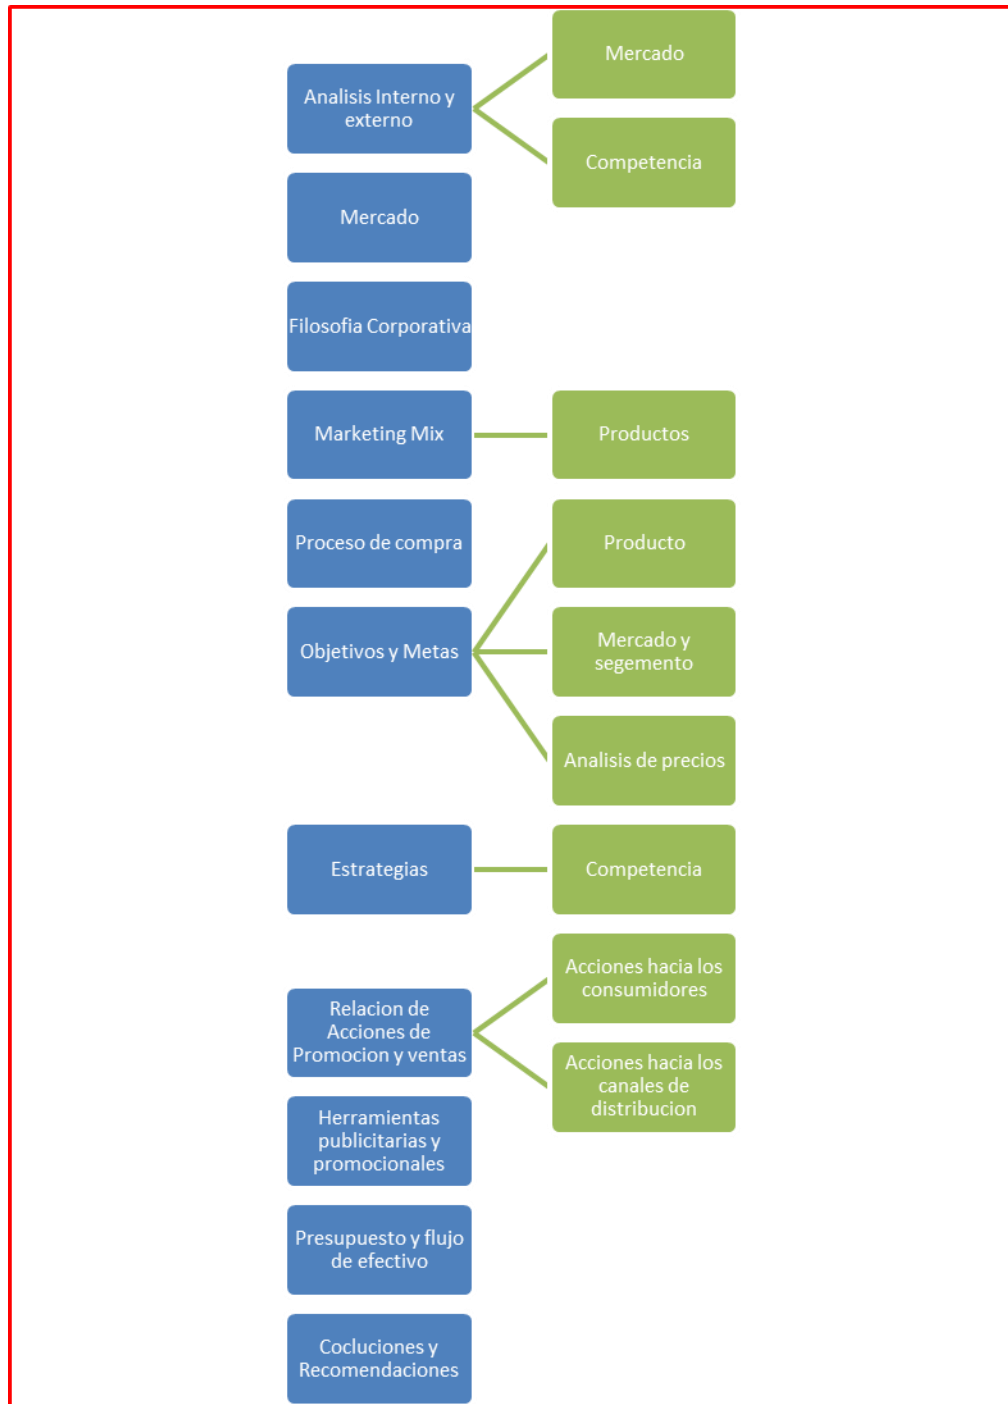 Analisis Interno y
externo
Mercado
Competencia
Mercado
Filosofia Corporativa
Marketing Mix
Productos
Proceso de compra
Objetivos y Metas
Producto
Mercado y
segemento
Analisis de precios
Estrategias
Competencia
Relacion de
Acciones de
Promocion y ventas
Acciones hacia los
consumidores
Acciones hacia los
canales de
distribucion
Herramientas
publicitarias y
promocionales
Presupuesto y flujo
de efectivo
Cocluciones y
Recomendaciones